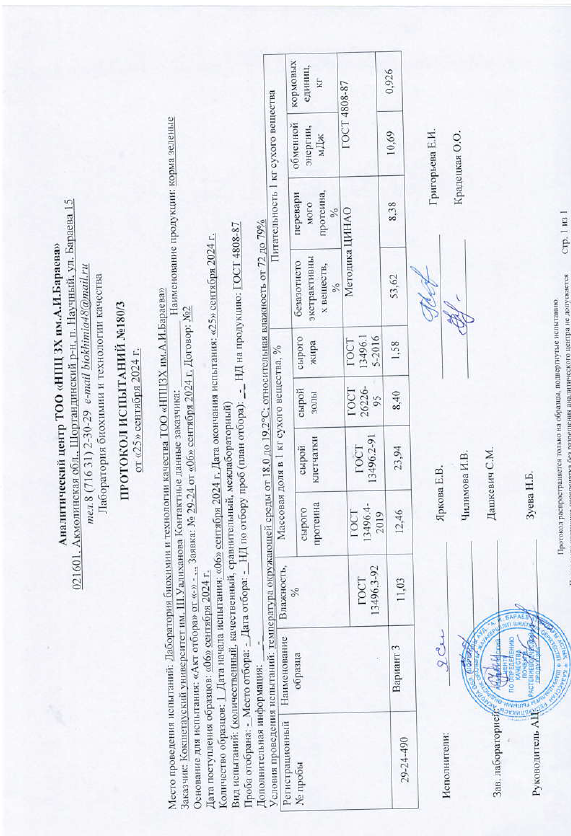 Аналитический центр ТОО «НПЦ ЗХ им.А.И.Бараева»
021601. Акмолинская обл., Шортандинский р-н, п. Научный, ул. Бараева 15
тел. 8 (716 31) 2-30-29 e-mail biokhimia48@mail.ru
Лаборатория биохимии и технологии качества
ПРОТОКОЛ ИСПЫТАНИЙ №180/3
от «25» сентября 2024 г.
Место проведения испытаний: Лаборатория биохимии и технологии качества ТОО «НПЦЗХ им.А.И.Бараева»
Заказчик: Кокшетауский университет им. Ш.Уалиханова Контактные данные заказчика: Наименование продукции: корма зеленые
Основание для испытания: «Акт отбора» от «-» - ... Заявка: № 29-24 от «06» сентября 2024 г. Договор: №2
Дата поступления образцов: «06» сентября 2024 г.
Количество образцов: 1 Дата начала испытания: «06» сентября 2024 г. Дата окончания испытания: «25» сентября 2024 г.
Вид испытаний: (количественный, качественный, сравнительный, межлабораторный)
Проба отобрана: - Место отбора: - Дата отбора: - НД по отбору проб (план отбора): - НД на продукцию: ГОСТ 4808-87
Дополнительная информация: -
Условия проведения испытаний: температура окружающей среды от 18,0 до 19,2°С; относительная влажность от 72 до 79%
Регистрационный № пробы
Наименование образца
Влажность, %
Массовая доля в 1 кг сухого вещества, %
Питательность 1 кг сухого вещества
сырого протеина
сырой клетчатки
сырой золы
сырого жира
безазотисто экстрактивны х веществ, %
перевари мого протеина, %
обменной энергии, мДж
кормовых единиц, кг
ГОСТ 13496.3-92
ГОСТ 13496.4-2019
ГОСТ 13496.2-91
ГОСТ 26226-95
ГОСТ 13496.15-2016
Методика ЦИНАО
ГОСТ 4808-87
29-24-490
Вариант 3
11,03
12,46
23,94
8,40
1,58
53,62
8,38
10,69
0,926
Исполнители:
Яркова Е.В.
Григорьева Е.И.
Чилимова И.В.
Крадецкая О.О.
Зав. лабораторией
Дашкевич С.М.
Руководитель АЦ:
Зуева Н.Б.
Протокол распространяется только на образцы, подвергнутые испытанию
Стр. 1 из 1